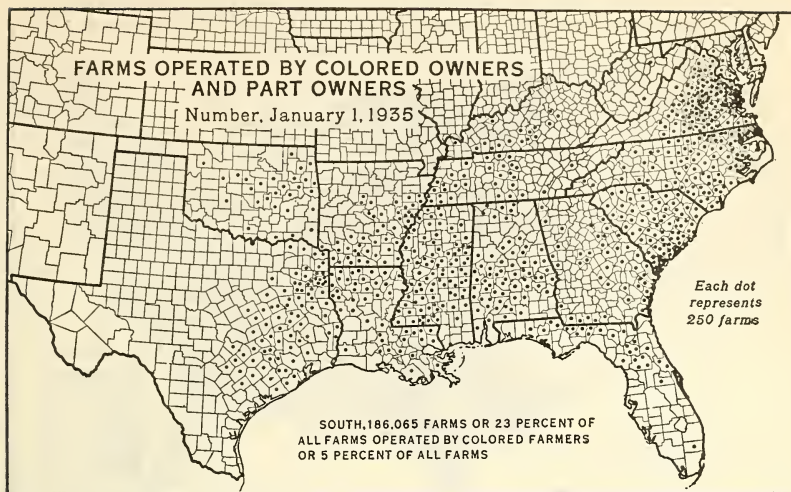 FARMS OPERATED BY COLORED OWNERS
AND PART OWNERS
Number, January 1, 1935
Each dot
represents
250 farms
SOUTH, 186,065 FARMS OR 23 PERCENT OF
ALL FARMS OPERATED BY COLORED FARMERS
OR 5 PERCENT OF ALL FARMS